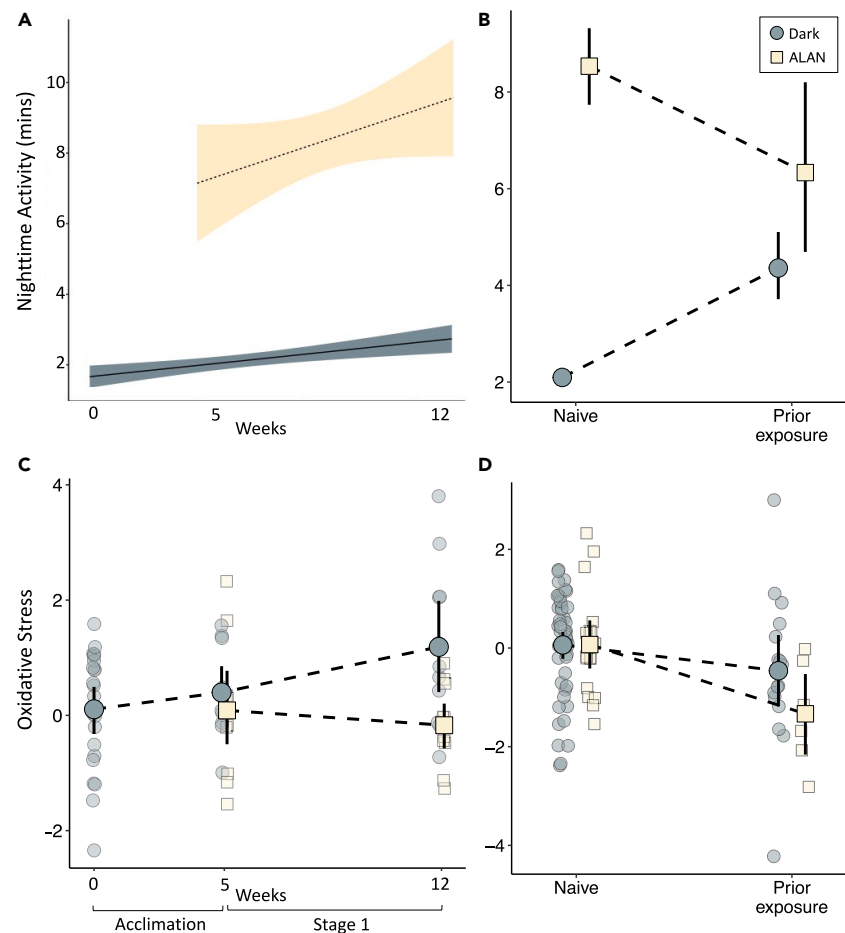 A
Nighttime Activity (mins)
10
8
6
4
2
0
5
12
Weeks
B
Dark
ALAN
8
6
4
2
Naive
Prior
exposure
C
Oxidative Stress
4
2
0
−2
0
5
12
Weeks
Acclimation
Stage 1
D
2
0
−2
−4
Naive
Prior
exposure